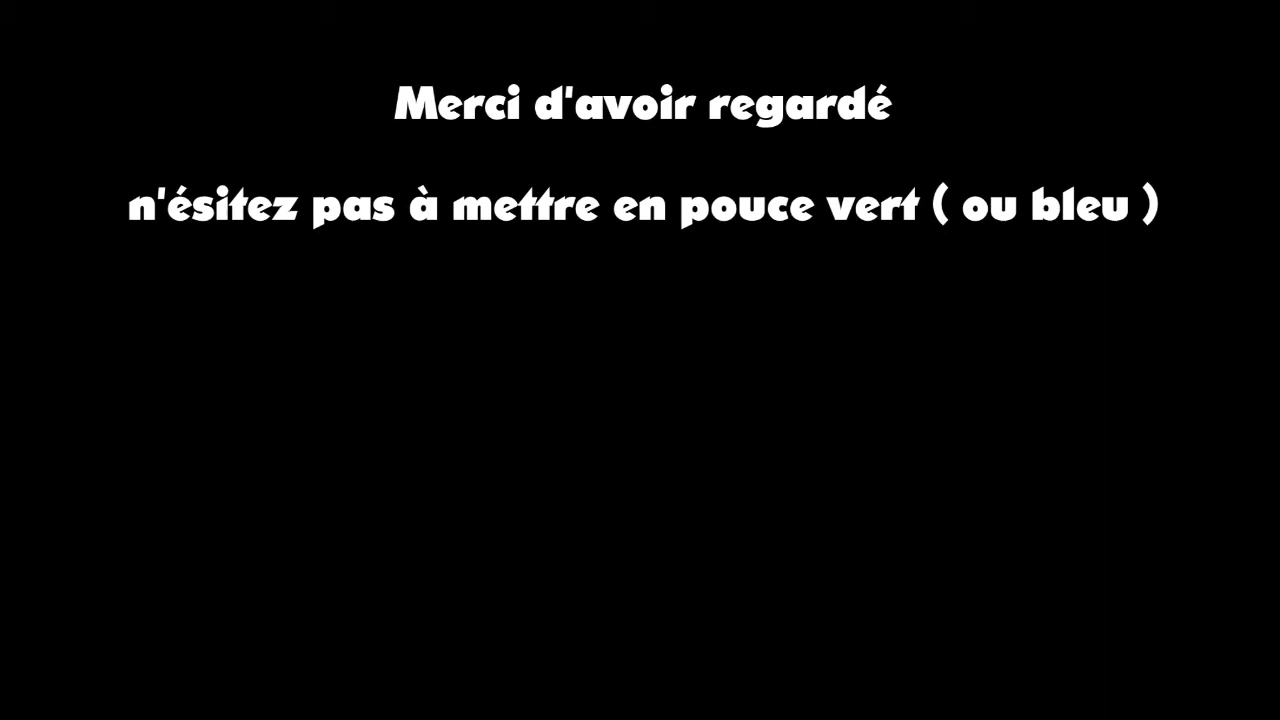 Merci d'avoir regardé
n'ésitez pas à mettre en pouce vert ( ou bleu )